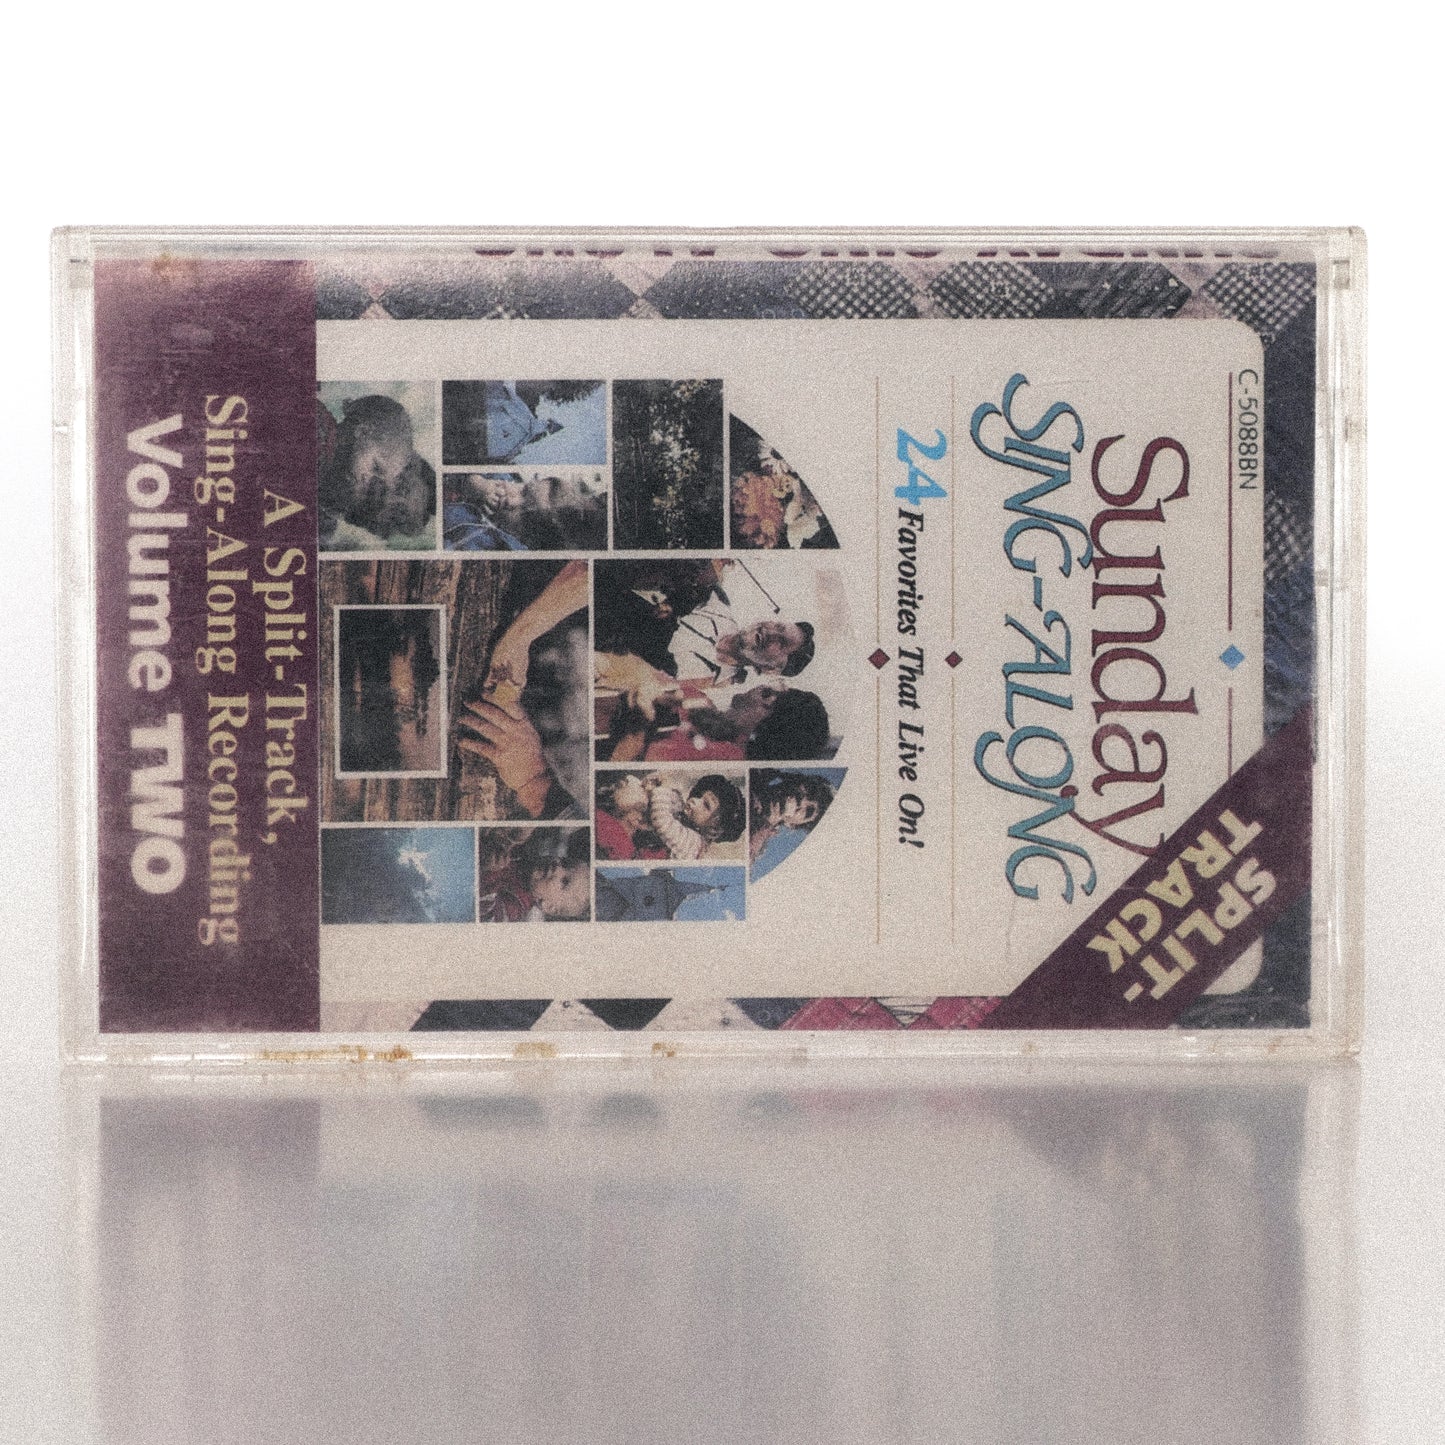 C-5088BN
SPLIT-
TRACK
Sunday
SING-ALONG
24 Favorites That Live On!
A Split-Track,
Sing-Along Recording
Volume TWO